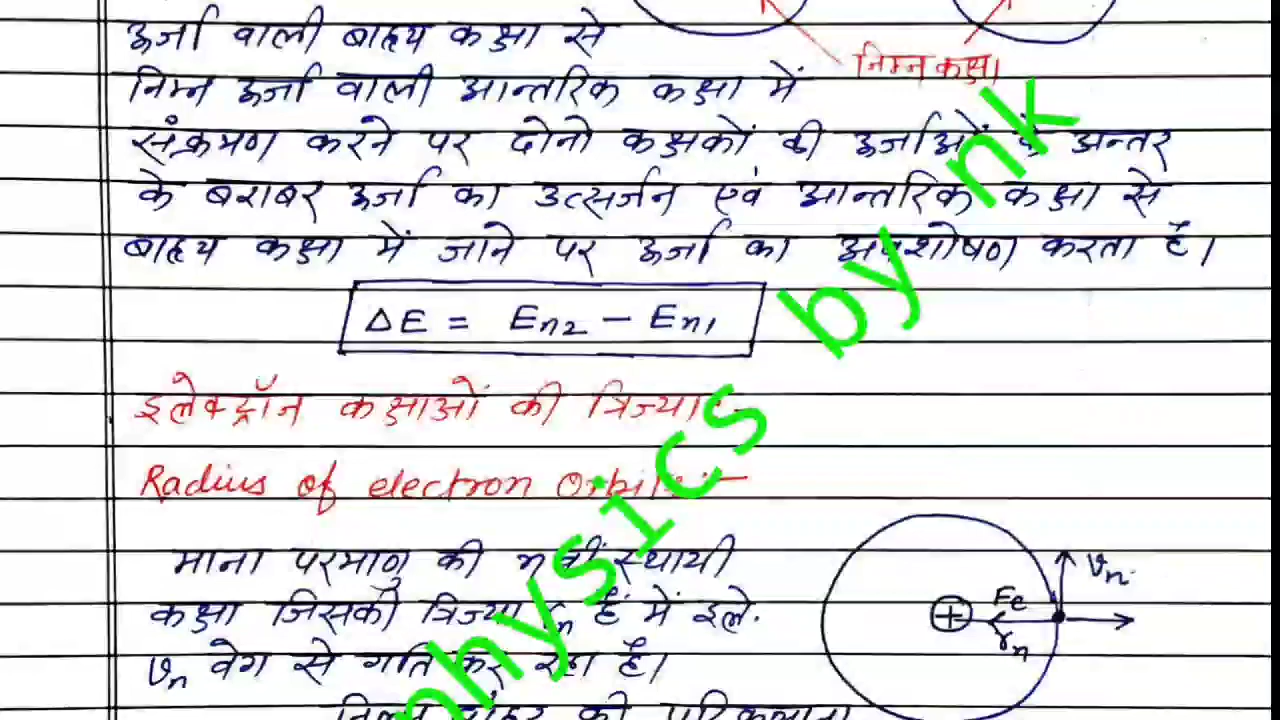 ऊर्जा वाली बाह्य कक्षा से
निम्न कक्षा
निम्न ऊर्जा वाली आन्तरिक कक्षा में
संक्रमण करने पर दोनो कक्षकों की ऊर्जाओं के अन्तर
के बराबर ऊर्जा का उत्सर्जन एवं आन्तरिक कक्षा से
बाह्य कक्षा में जाने पर ऊर्जा का अवशोषण करता है।
ΔE = En2 − En1
इलेक्ट्रॉन कक्षाओं की त्रिज्या:-
Radius of electron Orbits:-
माना परमाणु की n वीं स्थायी
कक्षा जिसकी त्रिज्या rn है में इले.
vn वेग से गति कर रहा है।
vn
Fe
+
rn
physics by nk